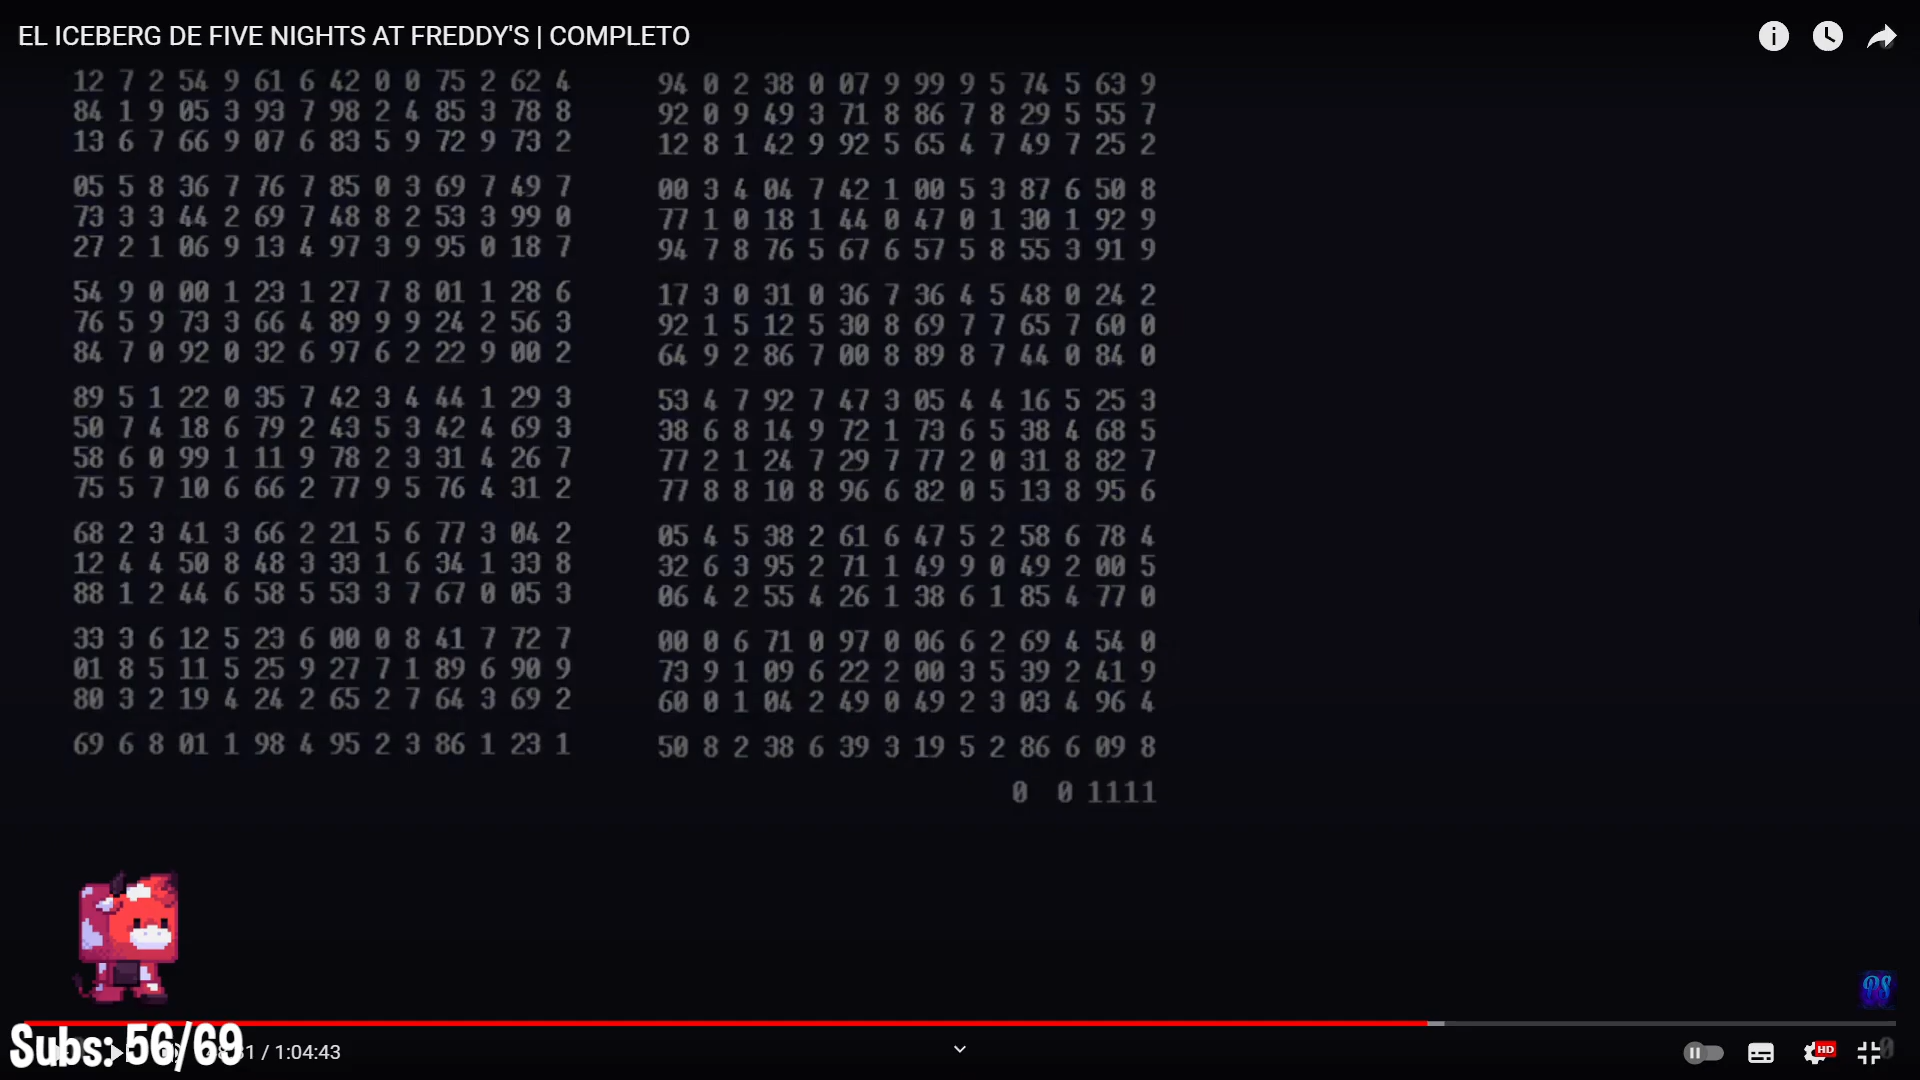 EL ICEBERG DE FIVE NIGHTS AT FREDDY'S | COMPLETO
12 7 2 54 9 61 6 42 0 0 75 2 62 4
84 1 9 05 3 93 7 98 2 4 85 3 78 8
13 6 7 66 9 07 6 83 5 9 72 9 73 2
05 5 8 36 7 76 7 85 0 3 69 7 49 7
73 3 3 44 2 69 7 48 8 2 53 3 99 0
27 2 1 06 9 13 4 97 3 9 95 0 18 7
54 9 0 00 1 23 1 27 7 8 01 1 28 6
76 5 9 73 3 66 4 89 9 9 24 2 56 3
84 7 0 92 0 32 6 97 6 2 22 9 00 2
89 5 1 22 0 35 7 42 3 4 44 1 29 3
50 7 4 18 6 79 2 43 5 3 42 4 69 3
58 6 0 99 1 11 9 78 2 3 31 4 26 7
75 5 7 10 6 66 2 77 9 5 76 4 31 2
68 2 3 41 3 66 2 21 5 6 77 3 04 2
12 4 4 50 8 48 3 33 1 6 34 1 33 8
88 1 2 44 6 58 5 53 3 7 67 0 05 3
33 3 6 12 5 23 6 00 0 8 41 7 72 7
01 8 5 11 5 25 9 27 7 1 89 6 90 9
80 3 2 19 4 24 2 65 2 7 64 3 69 2
69 6 8 01 1 98 4 95 2 3 86 1 23 1
94 0 2 38 0 07 9 99 9 5 74 5 63 9
92 0 9 49 3 71 8 86 7 8 29 5 55 7
12 8 1 42 9 92 5 65 4 7 49 7 25 2
00 3 4 04 7 42 1 00 5 3 87 6 50 8
77 1 0 18 1 44 0 47 0 1 30 1 92 9
94 7 8 76 5 67 6 57 5 8 55 3 91 9
17 3 0 31 0 36 7 36 4 5 48 0 24 2
92 1 5 12 5 30 8 69 7 7 65 7 60 0
64 9 2 86 7 00 8 89 8 7 44 0 84 0
53 4 7 92 7 47 3 05 4 4 16 5 25 3
38 6 8 14 9 72 1 73 6 5 38 4 68 5
77 2 1 24 7 29 7 77 2 0 31 8 82 7
77 8 8 10 8 96 6 82 0 5 13 8 95 6
05 4 5 38 2 61 6 47 5 2 58 6 78 4
32 6 3 95 2 71 1 49 9 0 49 2 00 5
06 4 2 55 4 26 1 38 6 1 85 4 77 0
00 0 6 71 0 97 0 06 6 2 69 4 54 0
73 9 1 09 6 22 2 00 3 5 39 2 41 9
60 0 1 04 2 49 0 49 2 3 03 4 96 4
50 8 2 38 6 39 3 19 5 2 86 6 09 8
0 0 1111
Subs: 56/69
/ 1:04:43
HD